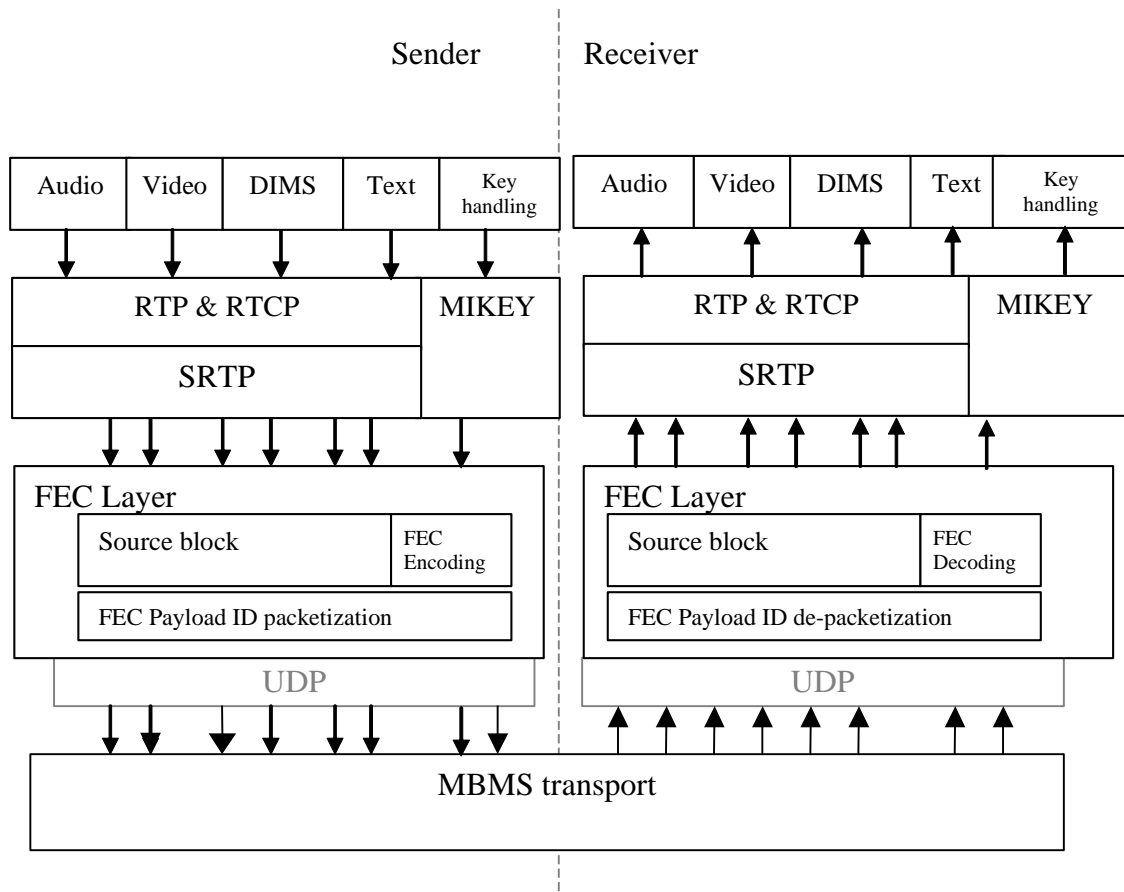 Sender
Receiver
Audio
Video
DIMS
Text
Key
handling
Audio
Video
DIMS
Text
Key
handling
RTP & RTCP
MIKEY
SRTP
RTP & RTCP
MIKEY
SRTP
FEC Layer
Source block
FEC
Encoding
FEC Payload ID packetization
FEC Layer
Source block
FEC
Decoding
FEC Payload ID de-packetization
UDP
UDP
MBMS transport